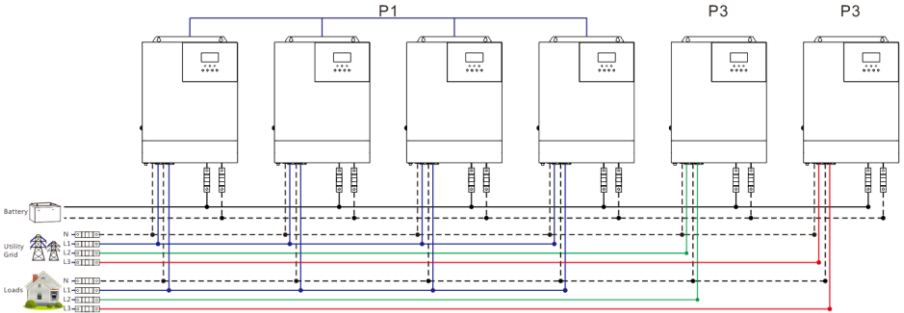 P1
P3
P3
Battery
Utility
Grid
N
L1
L2
L3
Loads
N
L1
L2
L3